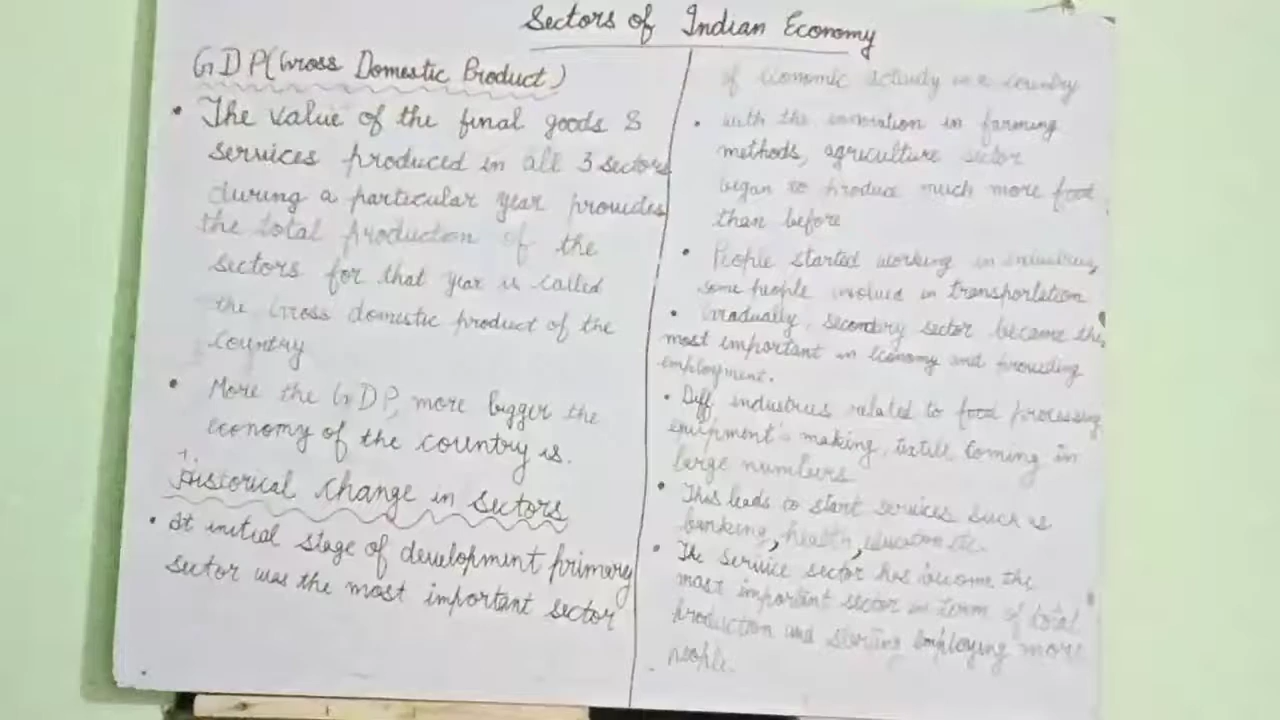 Sectors of Indian Economy
GDP (Gross Domestic Product)
• The value of the final goods &
services produced in all 3 sectors
during a particular year provides
the total production of the
sectors for that year is called
the Gross domestic product of the
country
• More the GDP, more bigger the
economy of the country is.
Historical change in sectors
• At initial stage of development primary
sector was the most important sector
of economic activity in a country
• with the innovation in farming
methods, agriculture sector
began to produce much more food
than before
• People started working in industries,
some people involved in transportation
• Gradually, secondary sector became the
most important in economy and providing
employment.
• Diff industries related to food processing
equipment's making, textile, coming in
large numbers
• This leads to start services such as
banking, health, education etc.
• The service sector has become the
most important sector in term of total
production and starting employing more
people.